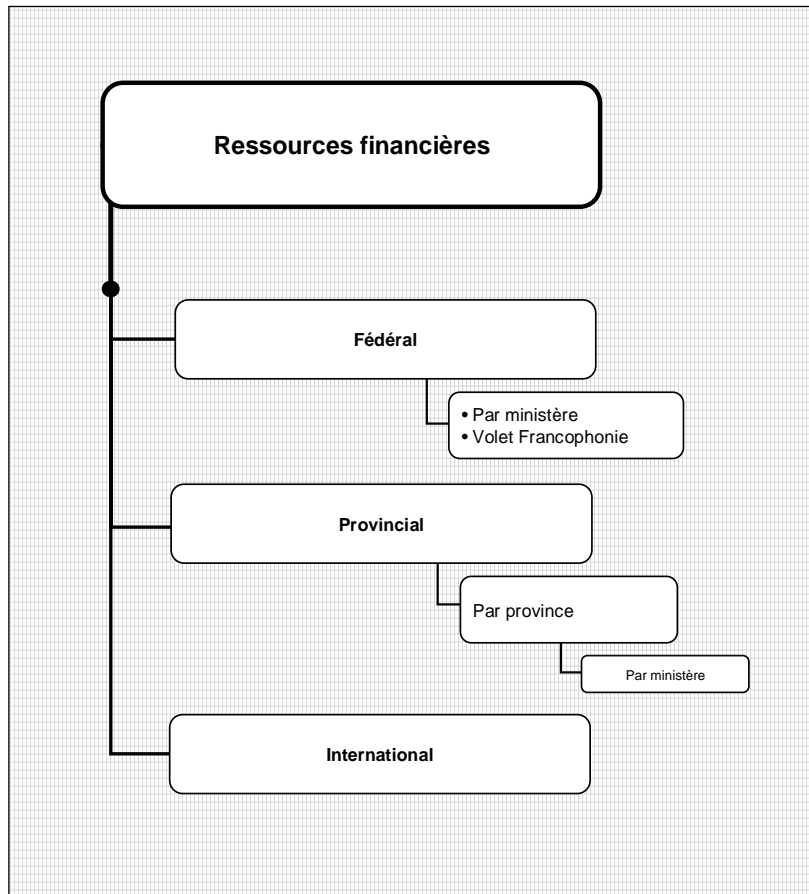 Ressources financières
Fédéral
• Par ministère
• Volet Francophonie
Provincial
Par province
Par ministère
International